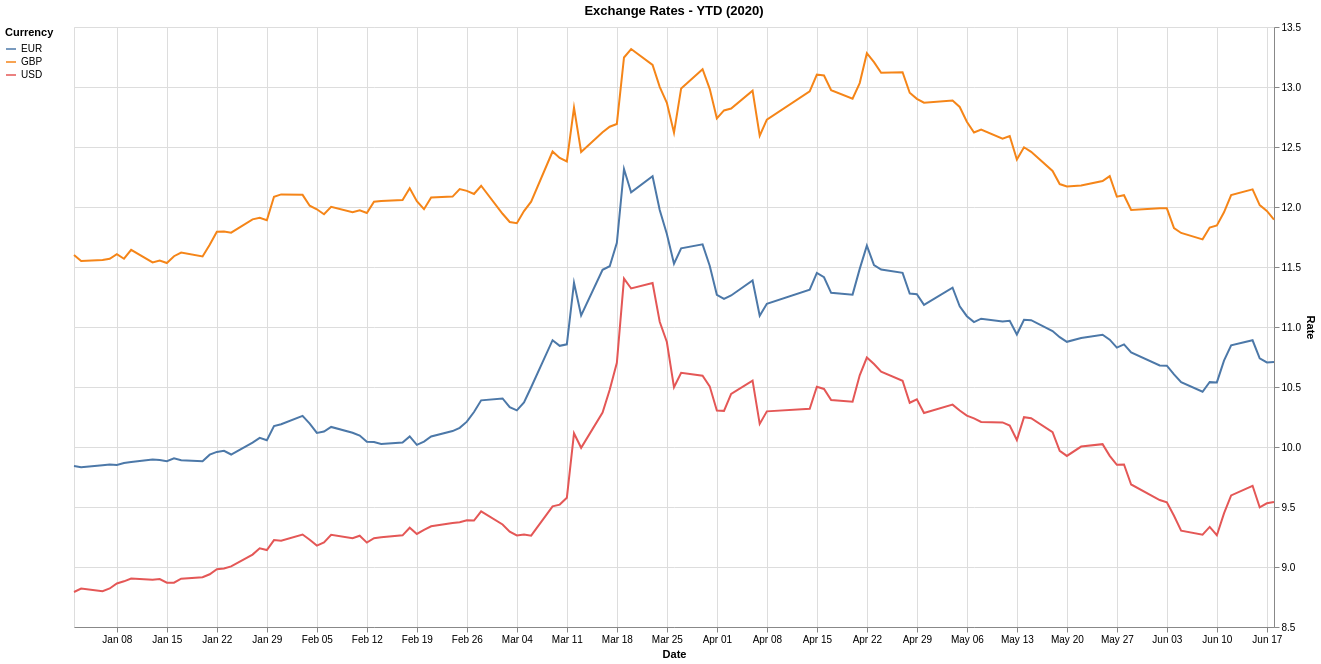 Exchange Rates - YTD (2020)
Currency
EUR
GBP
USD
13.5
13.0
12.5
12.0
11.5
11.0
10.5
10.0
9.5
9.0
8.5
Rate
Jan 08 Jan 15 Jan 22 Jan 29 Feb 05 Feb 12 Feb 19 Feb 26 Mar 04 Mar 11 Mar 18 Mar 25 Apr 01 Apr 08 Apr 15 Apr 22 Apr 29 May 06 May 13 May 20 May 27 Jun 03 Jun 10 Jun 17
Date